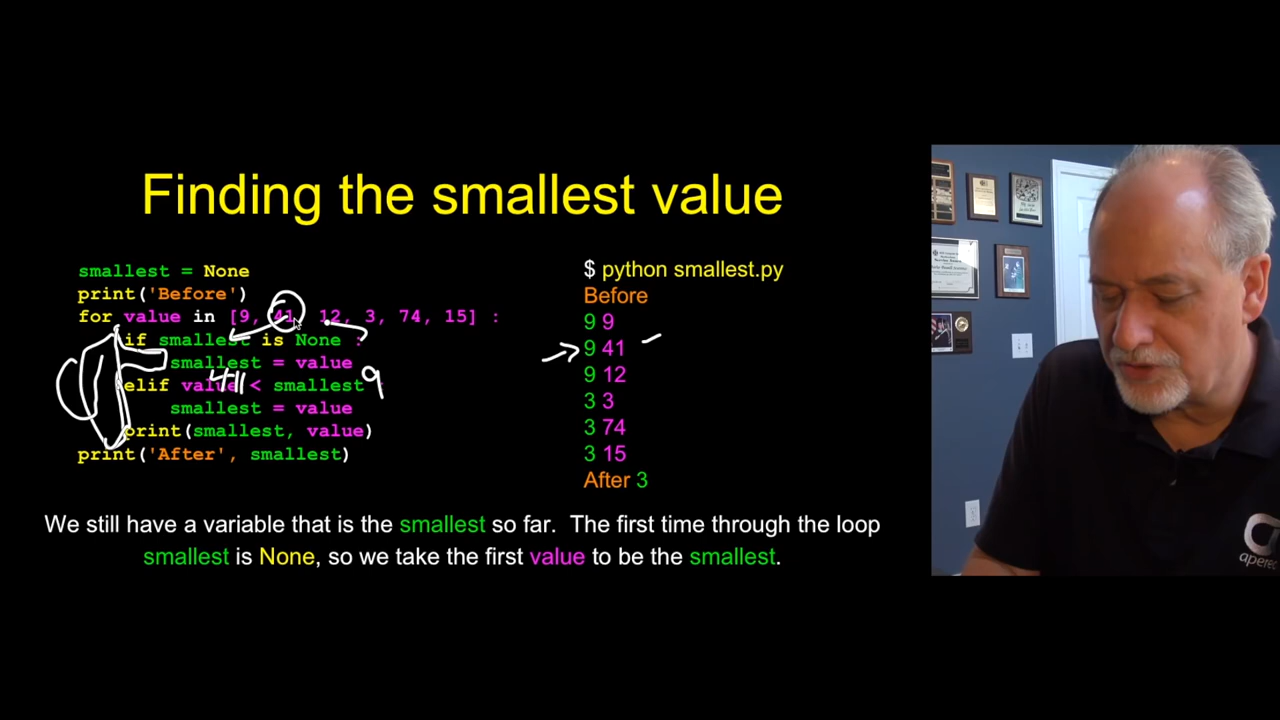 Finding the smallest value
smallest = None
print('Before')
for value in [9, 41, 12, 3, 74, 15] :
if smallest is None :
smallest = value
elif value < smallest :
smallest = value
print(smallest, value)
print('After', smallest)
41
9
$ python smallest.py
Before
9 9
9 41
9 12
3 3
3 74
3 15
After 3
We still have a variable that is the smallest so far. The first time through the loop
smallest is None, so we take the first value to be the smallest.